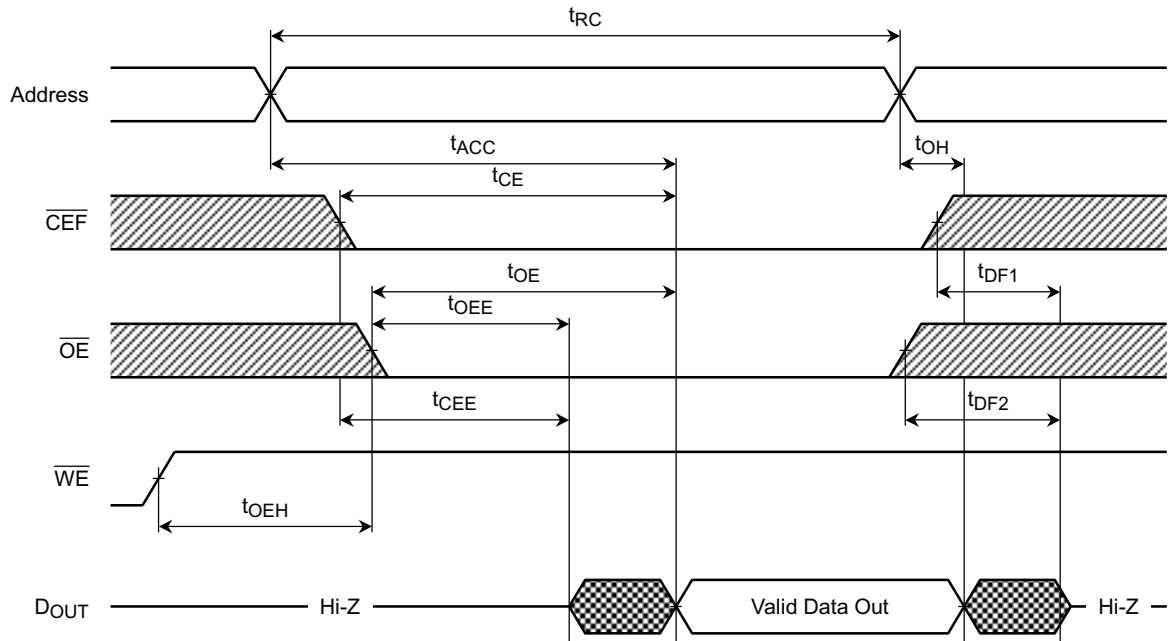 tRC
Address
tACC
tOH
tCE
CEF
tOE
tDF1
tOEE
OE
tCEE
tDF2
WE
tOEH
DOUT
Hi-Z
Valid Data Out
Hi-Z